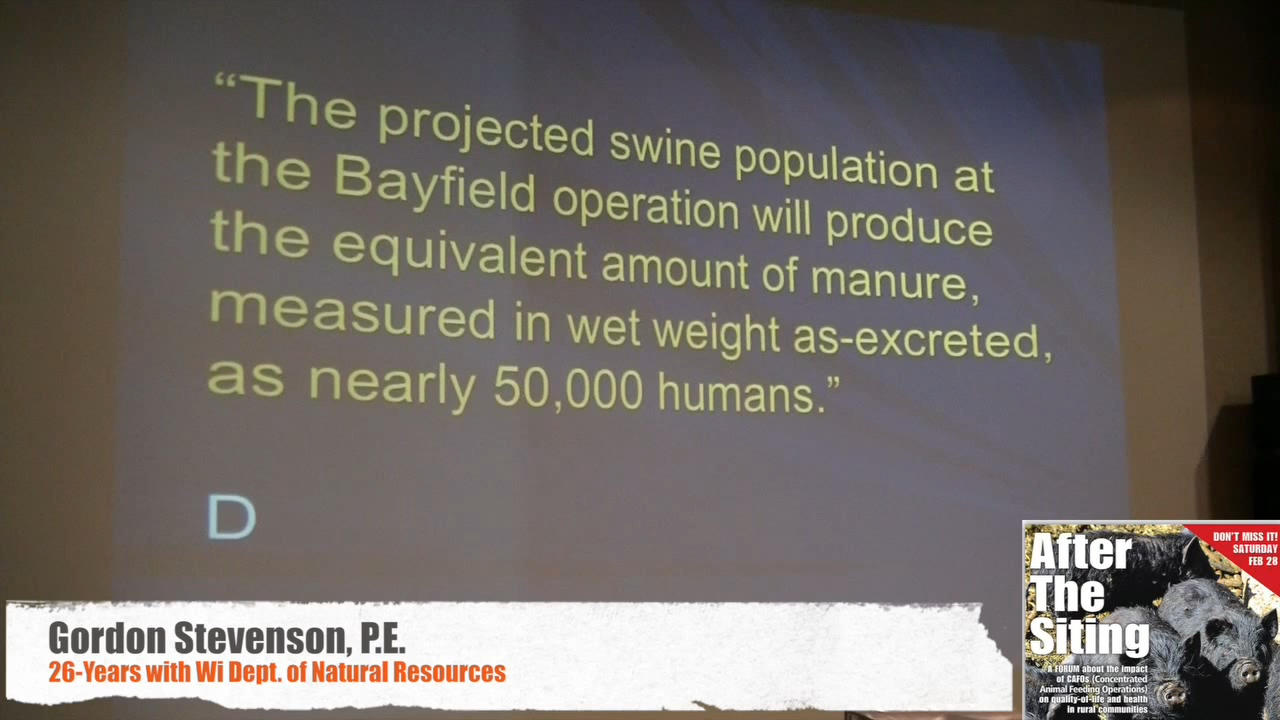 “The projected swine population at
the Bayfield operation will produce
the equivalent amount of manure,
measured in wet weight as-excreted,
as nearly 50,000 humans.”
D
Gordon Stevenson, P.E.
26-Years with Wi Dept. of Natural Resources
DON'T MISS IT!
SATURDAY
FEB 28
After
The
Siting
A FORUM about the impact
of CAFOs (Concentrated
Animal Feeding Operations)
on quality-of-life and health
in rural communities